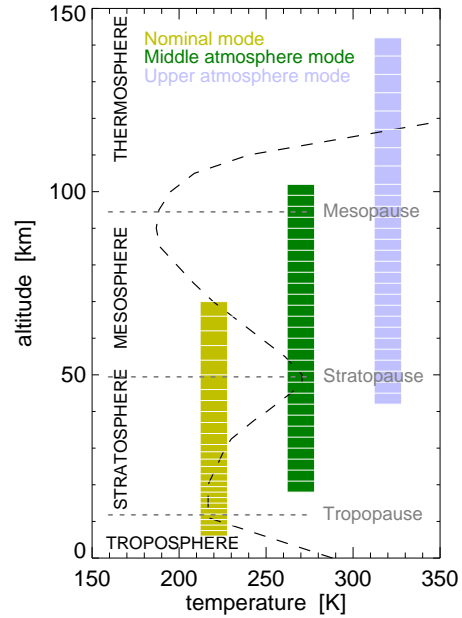 150
Nominal mode
Middle atmosphere mode
Upper atmosphere mode
THERMOSPHERE
100
Mesopause
altitude [km]
MESOSPHERE
50
Stratopause
STRATOSPHERE
Tropopause
TROPOSPHERE
0
150 200 250 300 350
temperature [K]